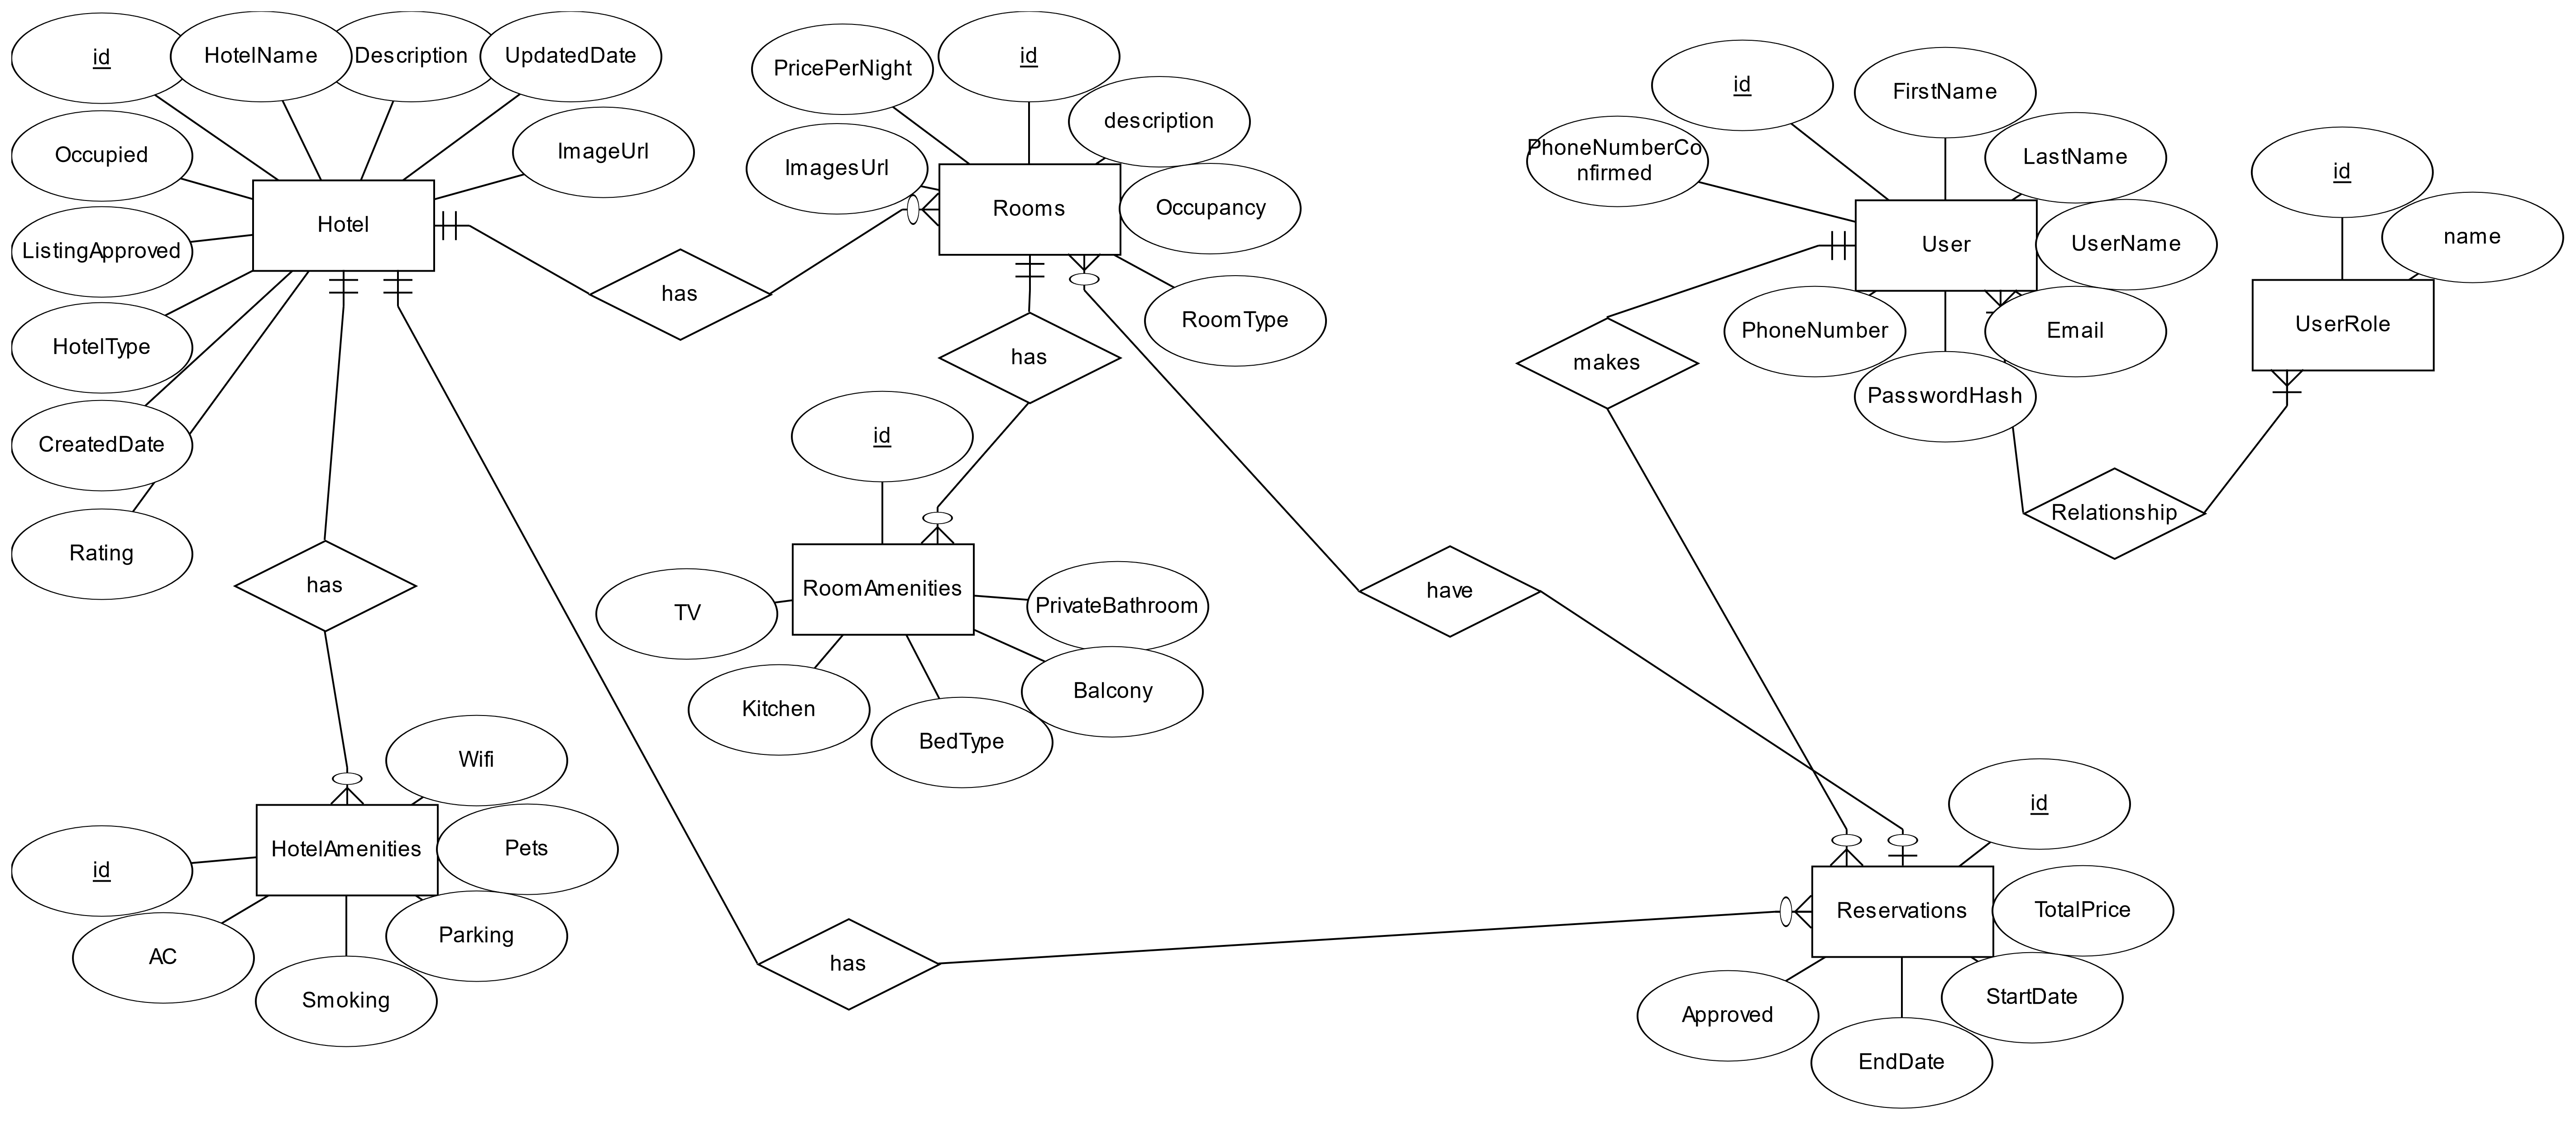 id
HotelName
Description
UpdatedDate
Occupied
ImageUrl
Hotel
ListingApproved
HotelType
CreatedDate
Rating
has
has
PricePerNight
id
description
ImagesUrl
Rooms
Occupancy
RoomType
has
id
RoomAmenities
TV
PrivateBathroom
Kitchen
BedType
Balcony
Wifi
HotelAmenities
id
Pets
AC
Parking
Smoking
has
have
makes
id
FirstName
PhoneNumberCo
nfirmed
LastName
User
UserName
PhoneNumber
Email
PasswordHash
Relationship
id
name
UserRole
id
Reservations
TotalPrice
StartDate
Approved
EndDate